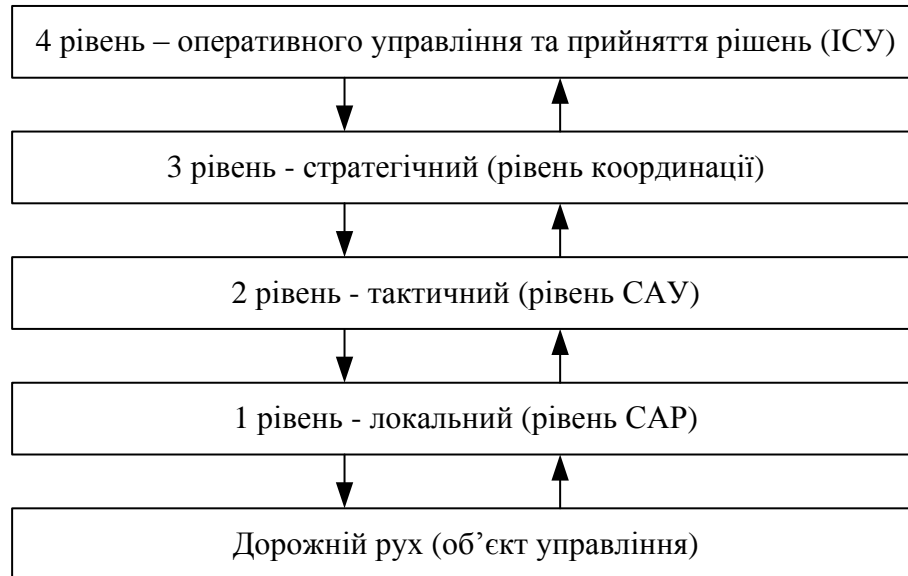 4 рівень – оперативного управління та прийняття рішень (ІСУ)
3 рівень - стратегічний (рівень координації)
2 рівень - тактичний (рівень САУ)
1 рівень - локальний (рівень САР)
Дорожній рух (об’єкт управління)